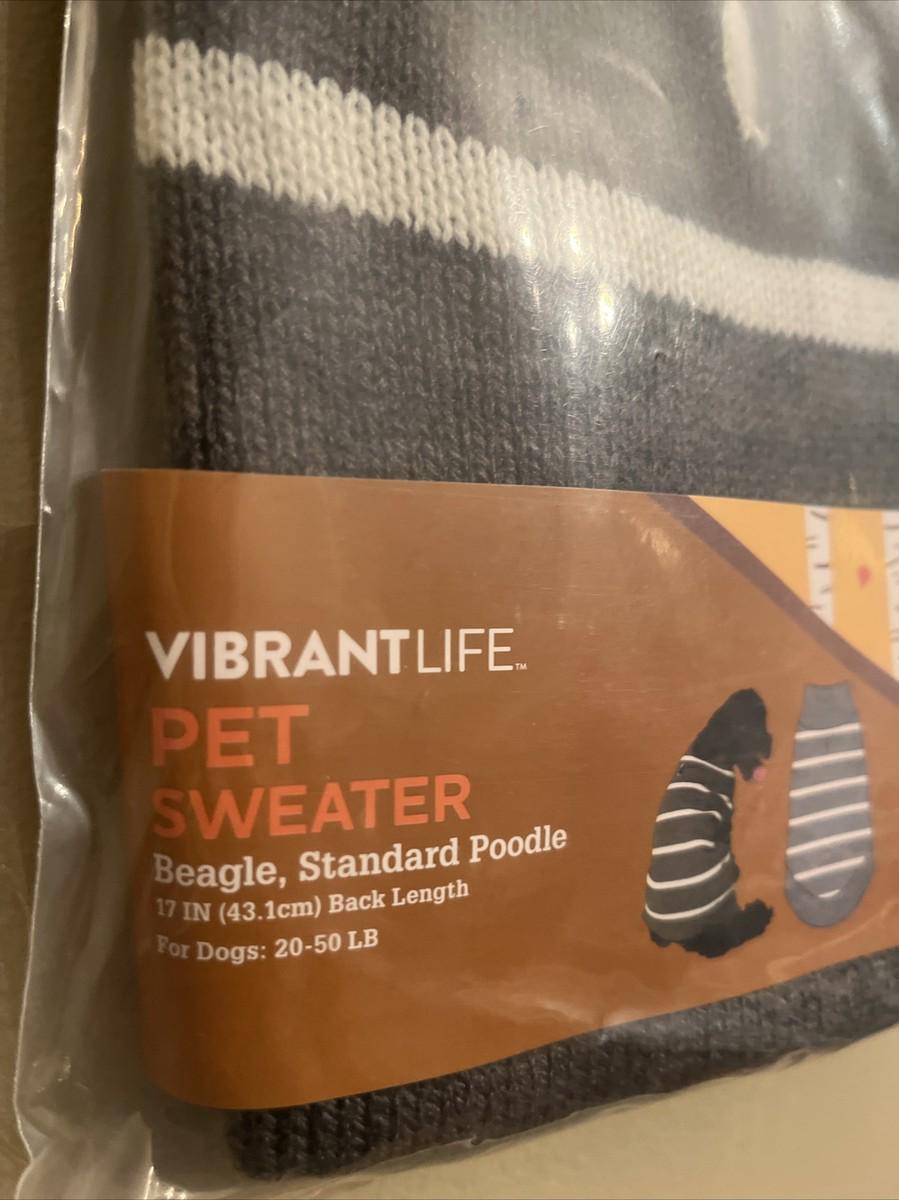 VIBRANTLIFE™
PET
SWEATER
Beagle, Standard Poodle
17 IN (43.1cm) Back Length
For Dogs: 20-50 LB